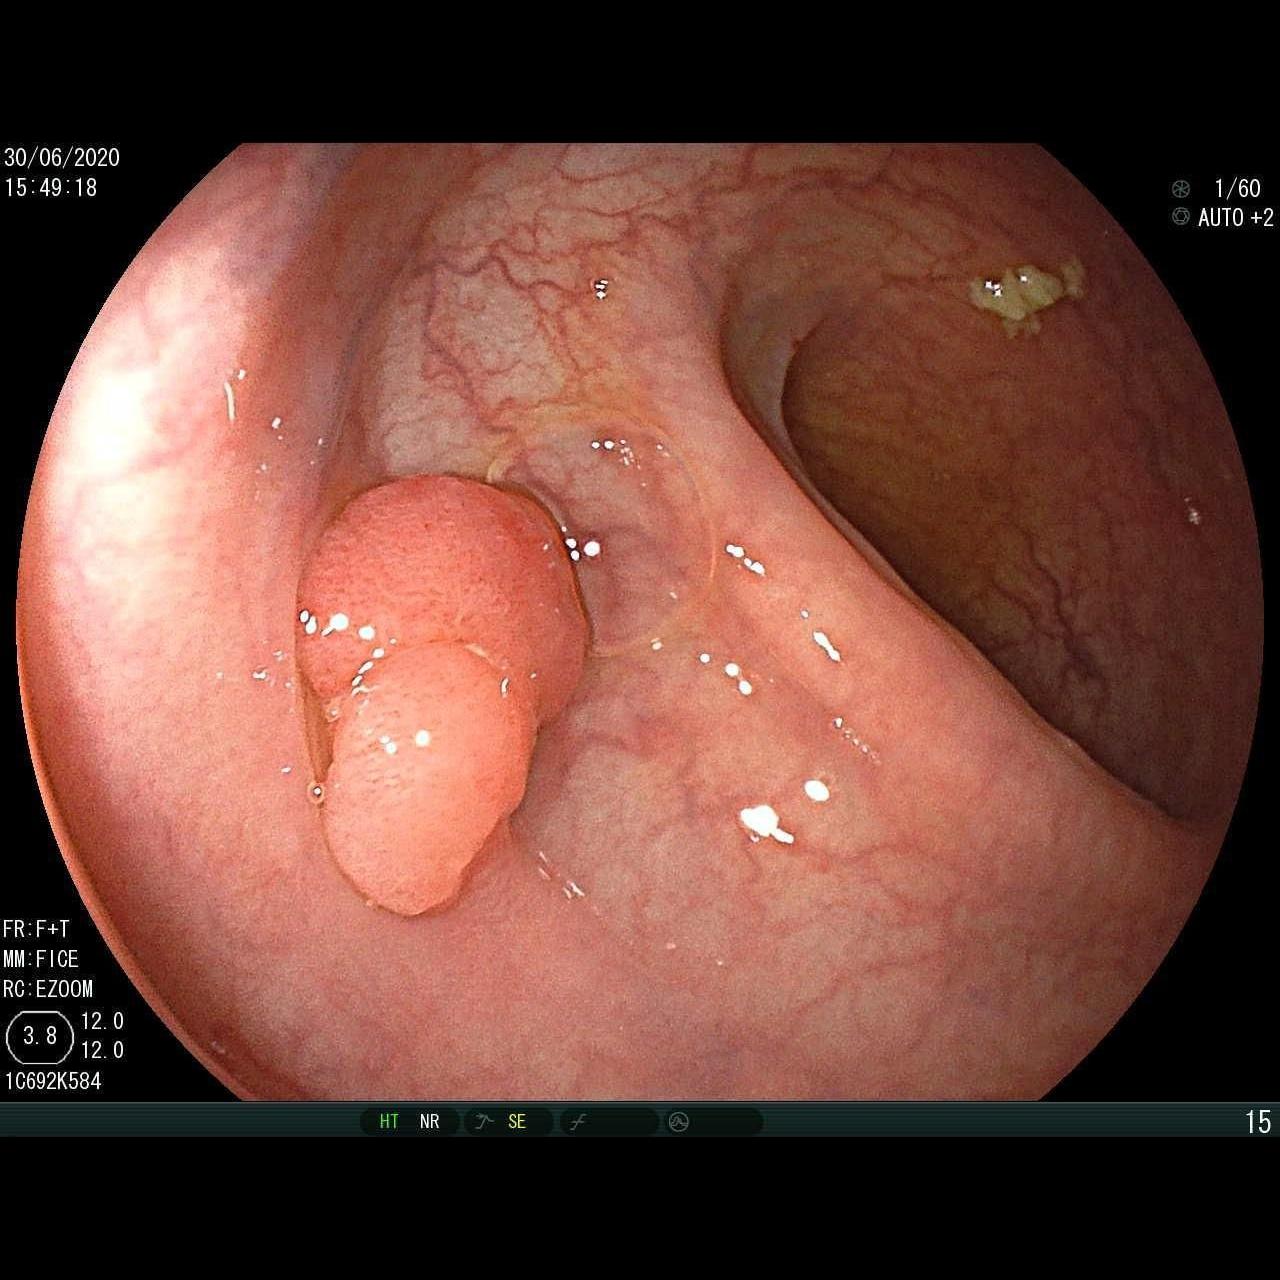 30/06/2020
15:49:18
1/60
AUTO +2
FR:F+T
MM:FICE
RC:EZOOM
3.8
12.0
12.0
1C692K584
HT NR SE
15